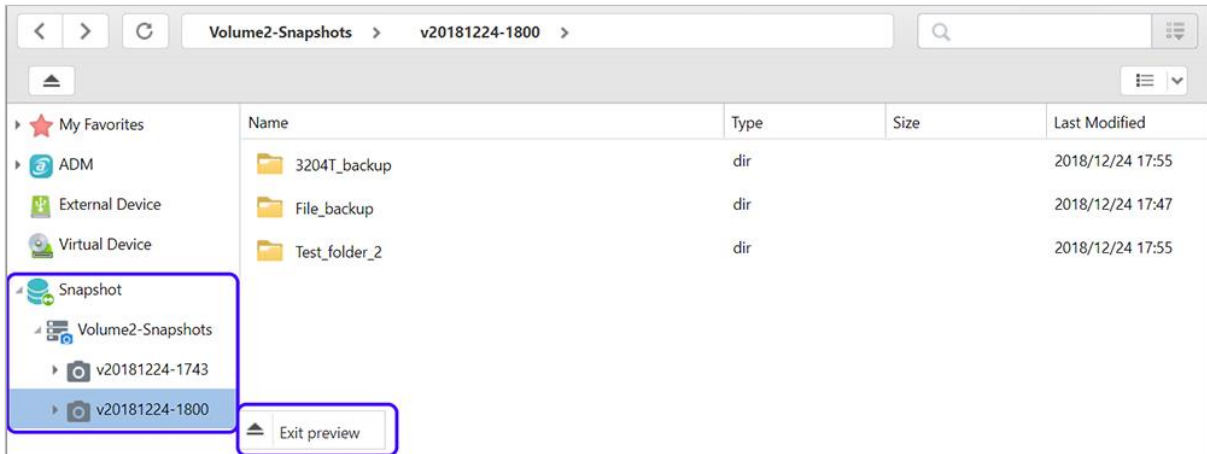 Volume2-Snapshots > v20181224-1800 >
My Favorites
ADM
External Device
Virtual Device
Snapshot
Volume2-Snapshots
v20181224-1743
v20181224-1800
Name Type Size Last Modified
3204T_backup dir 2018/12/24 17:55
File_backup dir 2018/12/24 17:47
Test_folder_2 dir 2018/12/24 17:55
Exit preview